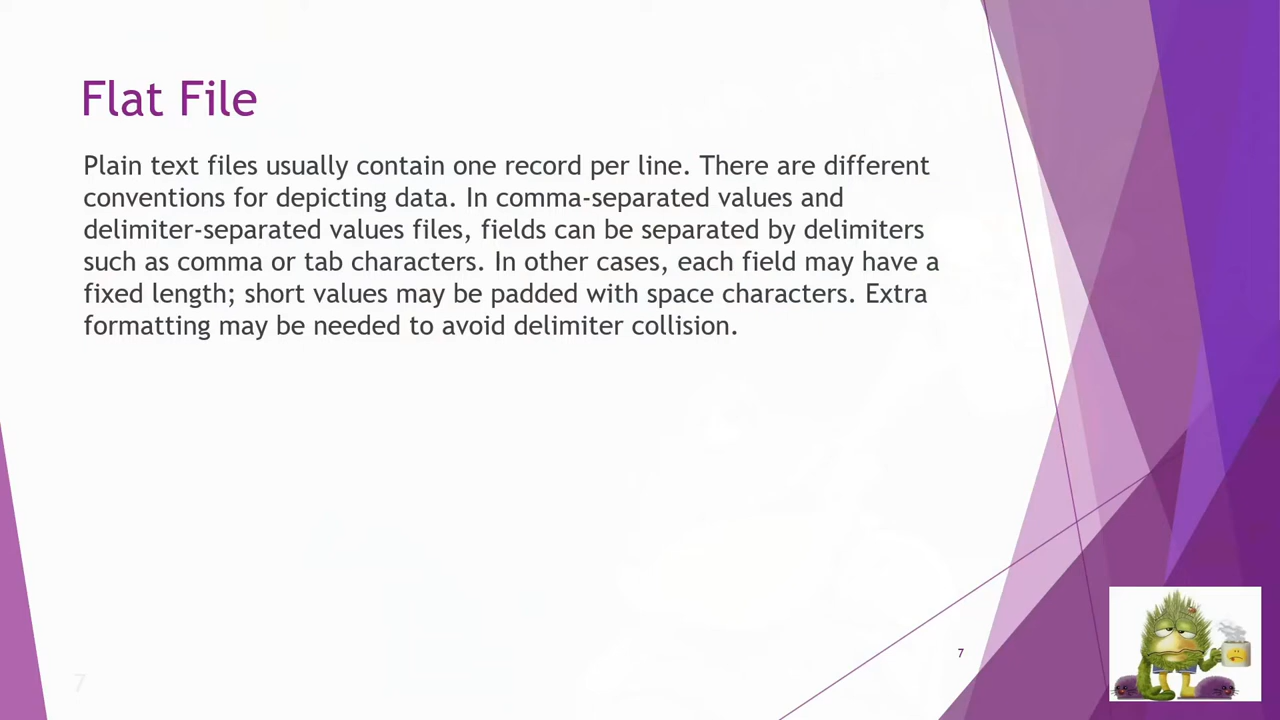 Flat File
Plain text files usually contain one record per line. There are different
conventions for depicting data. In comma-separated values and
delimiter-separated values files, fields can be separated by delimiters
such as comma or tab characters. In other cases, each field may have a
fixed length; short values may be padded with space characters. Extra
formatting may be needed to avoid delimiter collision.
7
7